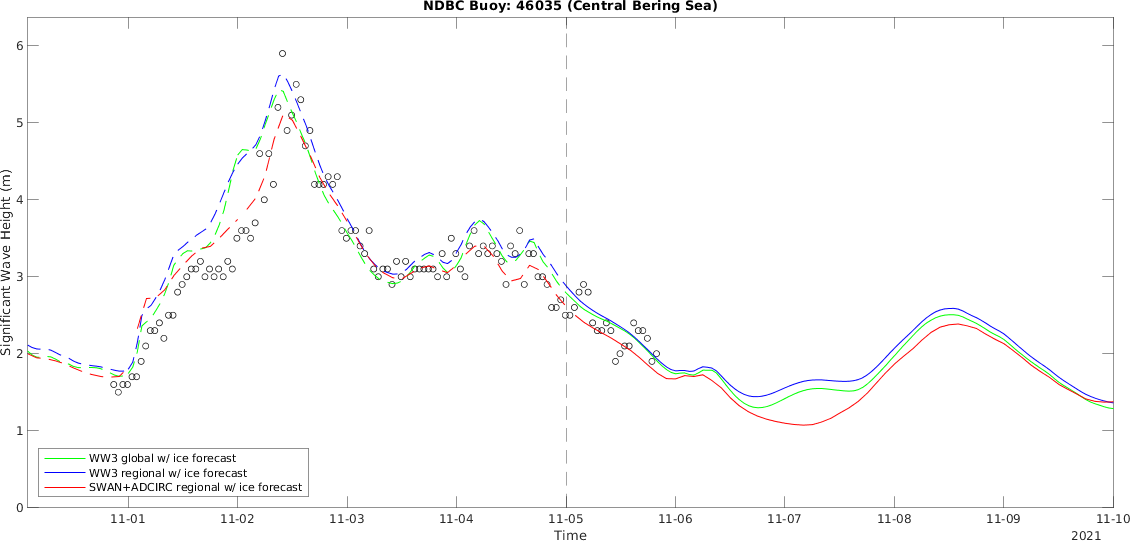 NDBC Buoy: 46035 (Central Bering Sea)
6
5
4
3
2
1
0
Significant Wave Height (m)
WW3 global w/ ice forecast
WW3 regional w/ ice forecast
SWAN+ADCIRC regional w/ ice forecast
11-01 11-02 11-03 11-04 11-05 11-06 11-07 11-08 11-09 11-10
Time
2021